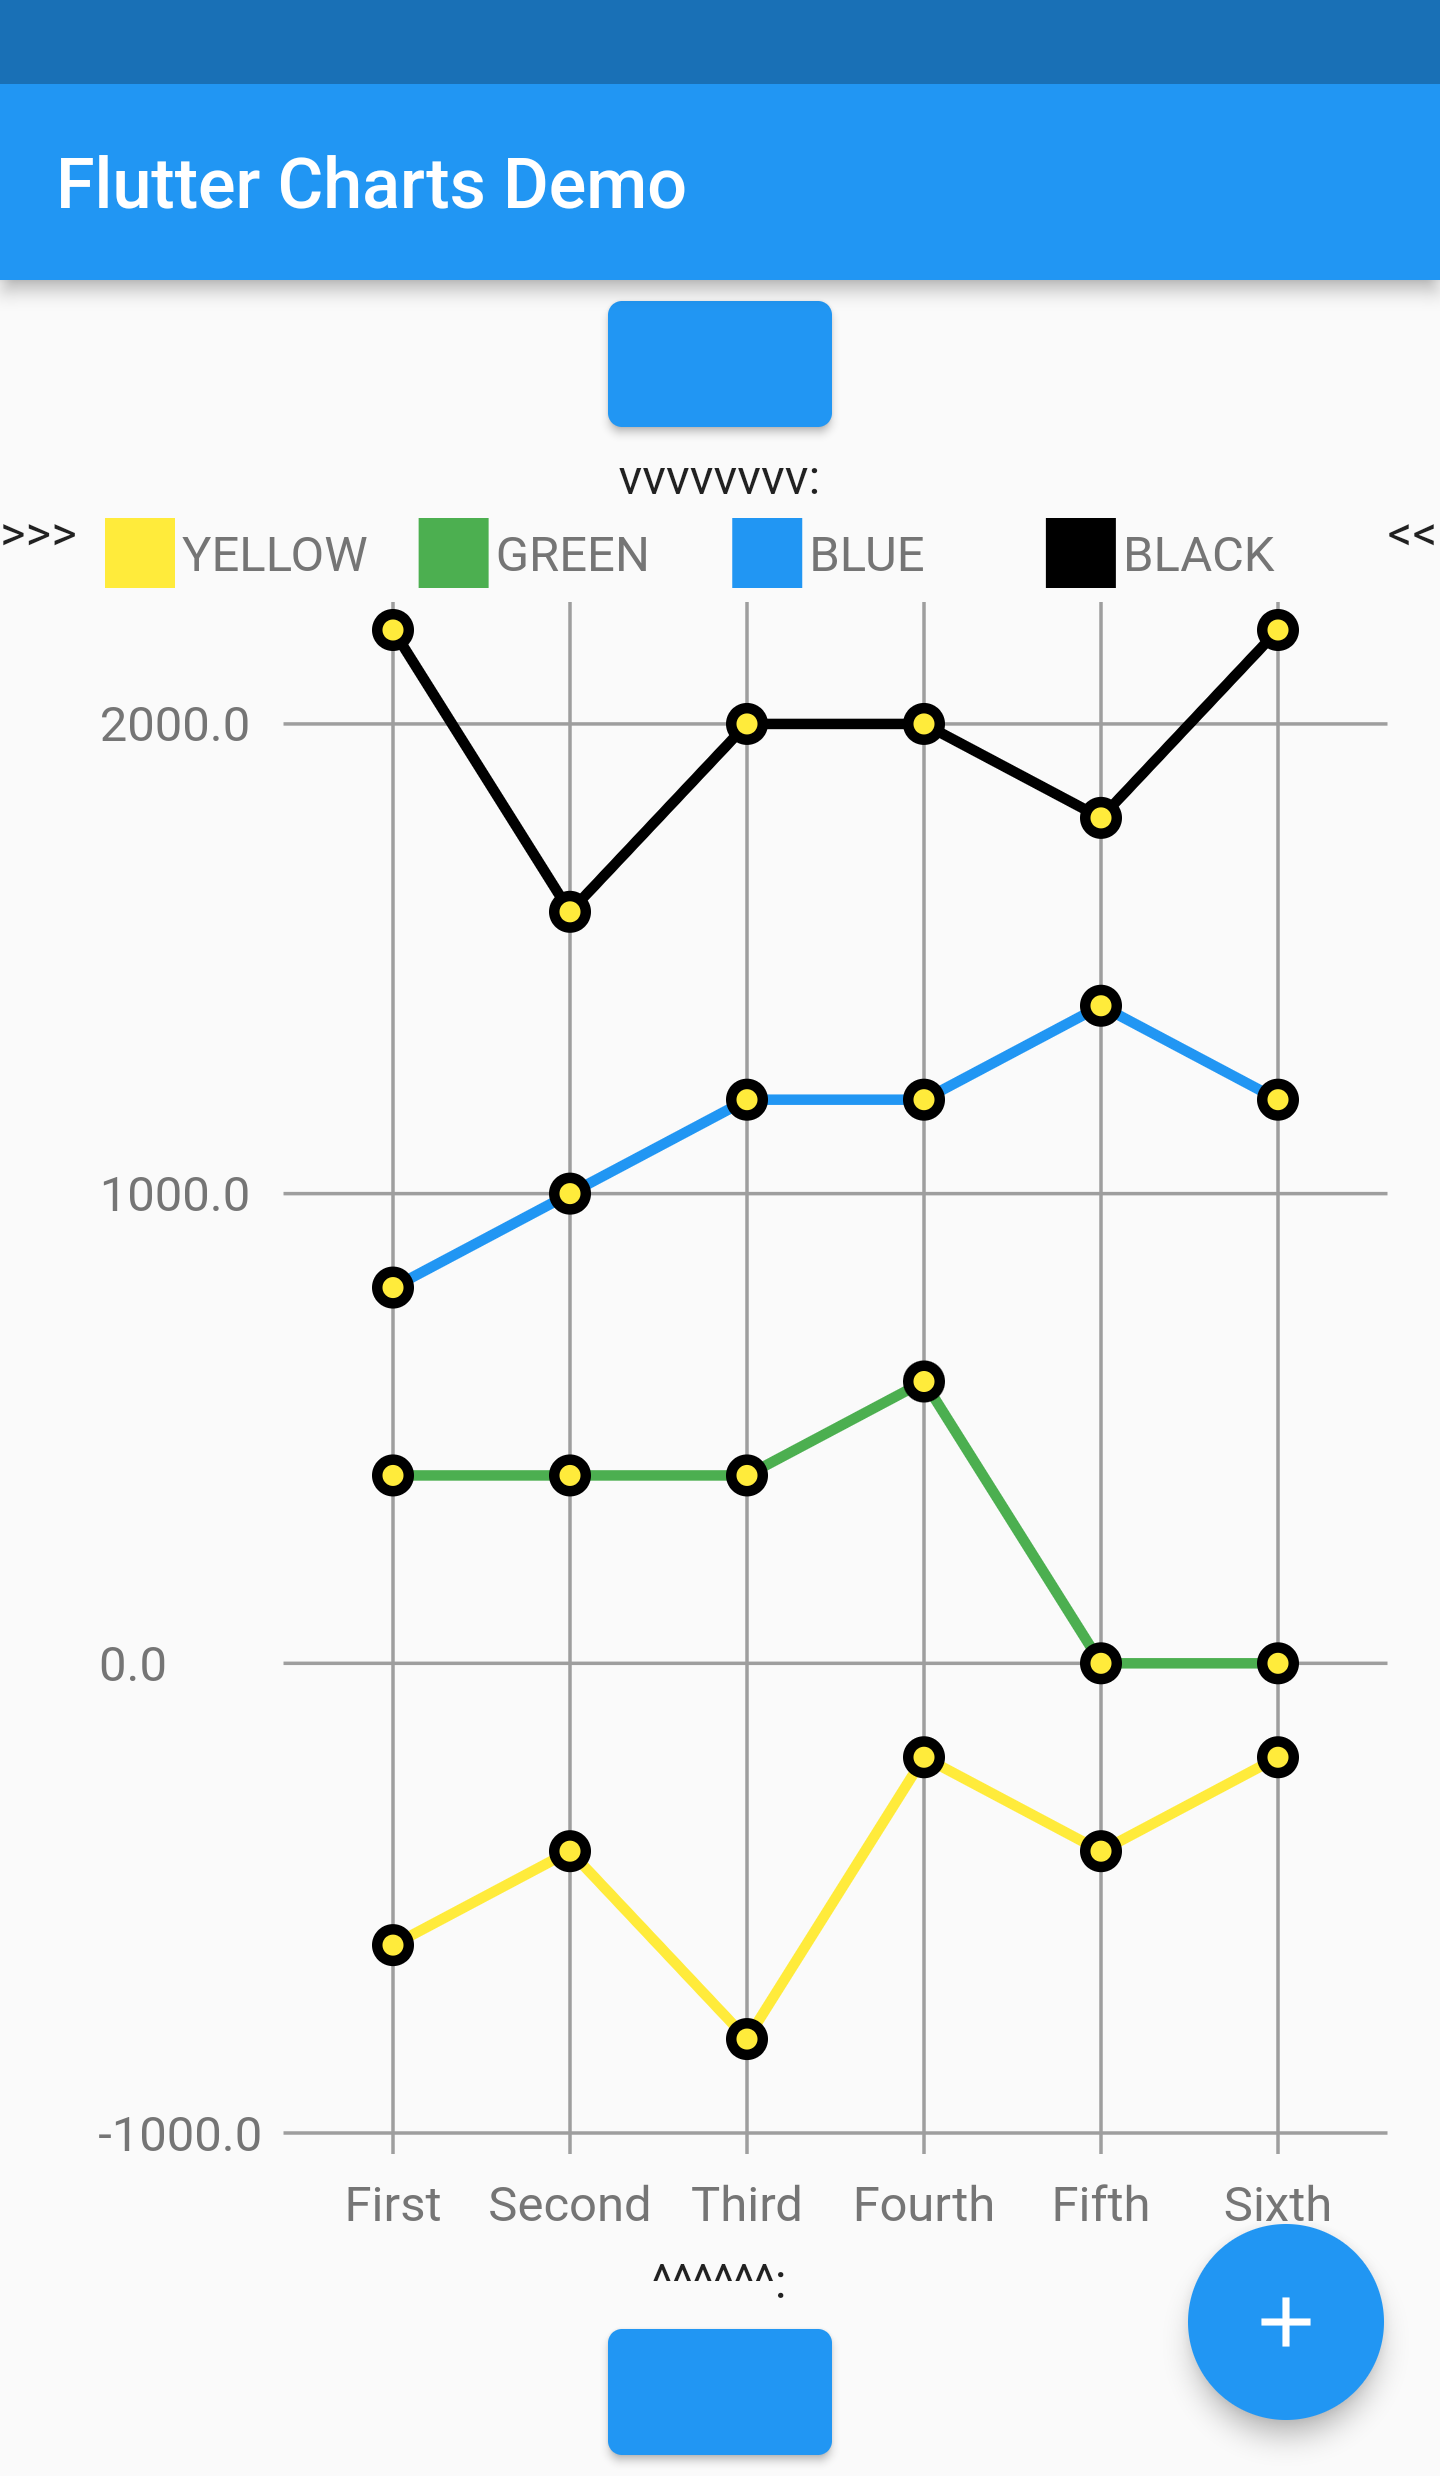 Flutter Charts Demo
vvvvvvvv:
>>> YELLOW GREEN BLUE BLACK <<
2000.0
1000.0
0.0
-1000.0
First Second Third Fourth Fifth Sixth
^^^^^^:
+